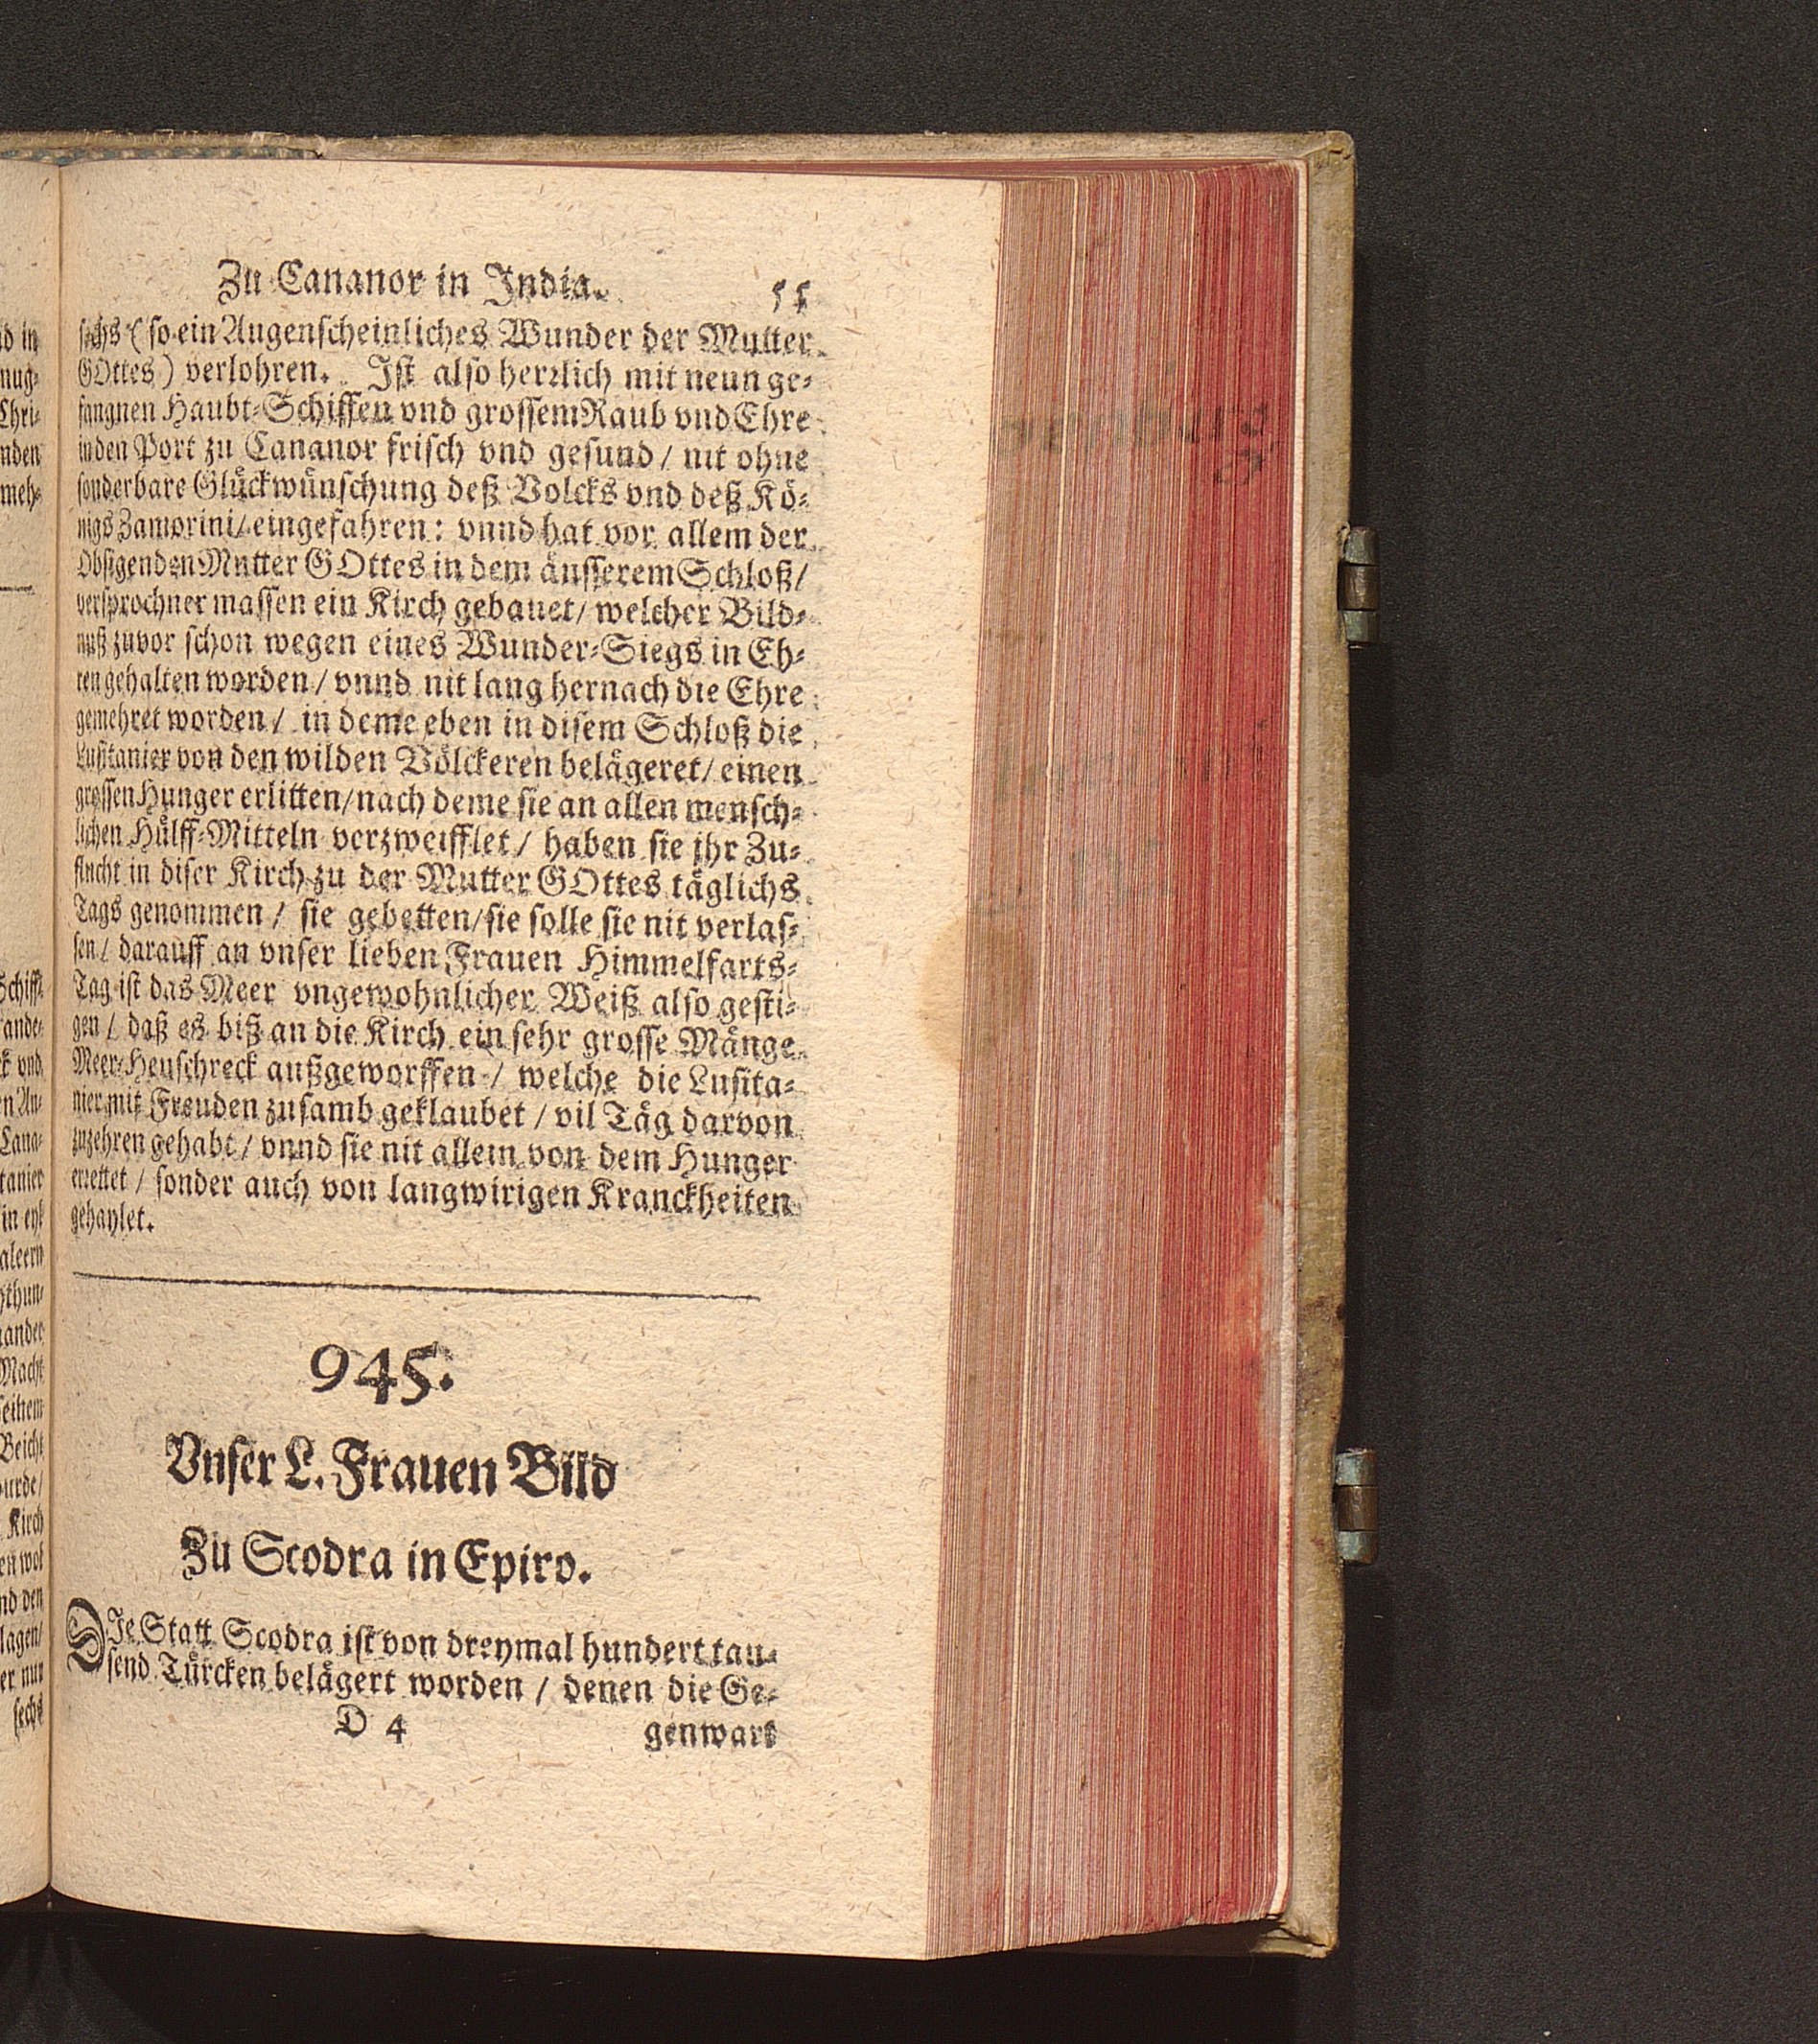 Zu Cananor in India. 55
sechs (so ein Augenscheinliches Wunder der Mutter
GOttes) verlohren. Ist also herrlich mit neun ge-
fangnen Haubt-Schiffen vnd grossem Raub vnd Ehre
in den Port zu Cananor frisch vnd gesund / nit ohne
sonderbare Glückwünschung deß Volcks vnd deß Kö-
nigs Zamorini / eingefahren: vnnd hat vor allem der
Obsigenden Mutter GOttes in dem äusserem Schloß /
versprochner massen ein Kirch gebauet / welcher Bild-
nuß zuvor schon wegen eines Wunder-Siegs in Eh-
ren gehalten worden / vnnd nit lang hernach die Ehre
gemehret worden / in deme eben in disem Schloß die
Lusitanier von den wilden Völckeren belägeret / einen
grossen Hunger erlitten / nach deme sie an allen mensch-
lichen Hülff-Mitteln verzweifflet / haben sie jhr Zu-
flucht in diser Kirch zu der Mutter GOttes täglichs
Tags genommen / sie gebetten / sie solle sie nit verlas-
sen / darauff an vnser lieben Frauen Himmelfarts-
Tag ist das Meer vngewohnlicher Weiß also gesti-
gen / daß es biß an die Kirch ein sehr grosse Mänge
Meer-Heuschreck außgeworffen / welche die Lusita-
nier mit Freuden zusamb geklaubet / vil Täg darvon
zuzehren gehabt / vnnd sie nit allein von dem Hunger
errettet / sonder auch von langwirigen Kranckheiten
gehaylet.
945.
Vnser L. Frauen Bild
Zu Scodra in Epiro.
DIe Statt Scodra ist von dreymal hundert tau-
send Türcken belägert worden / denen die Ge-
D 4 genwart